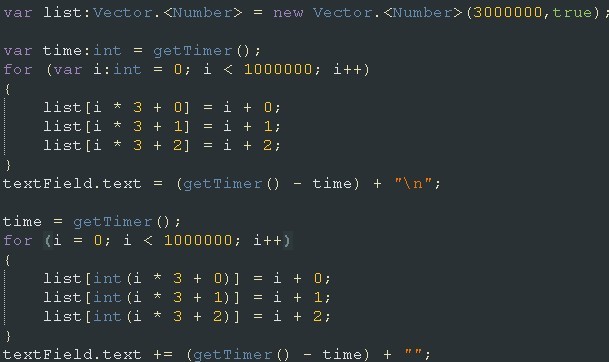 var list:Vector.<Number> = new Vector.<Number>(3000000,true);
var time:int = getTimer();
for (var i:int = 0; i < 1000000; i++)
{
list[i * 3 + 0] = i + 0;
list[i * 3 + 1] = i + 1;
list[i * 3 + 2] = i + 2;
}
textField.text = (getTimer() - time) + "\n";
time = getTimer();
for (i = 0; i < 1000000; i++)
{
list[int(i * 3 + 0)] = i + 0;
list[int(i * 3 + 1)] = i + 1;
list[int(i * 3 + 2)] = i + 2;
}
textField.text += (getTimer() - time) + "";